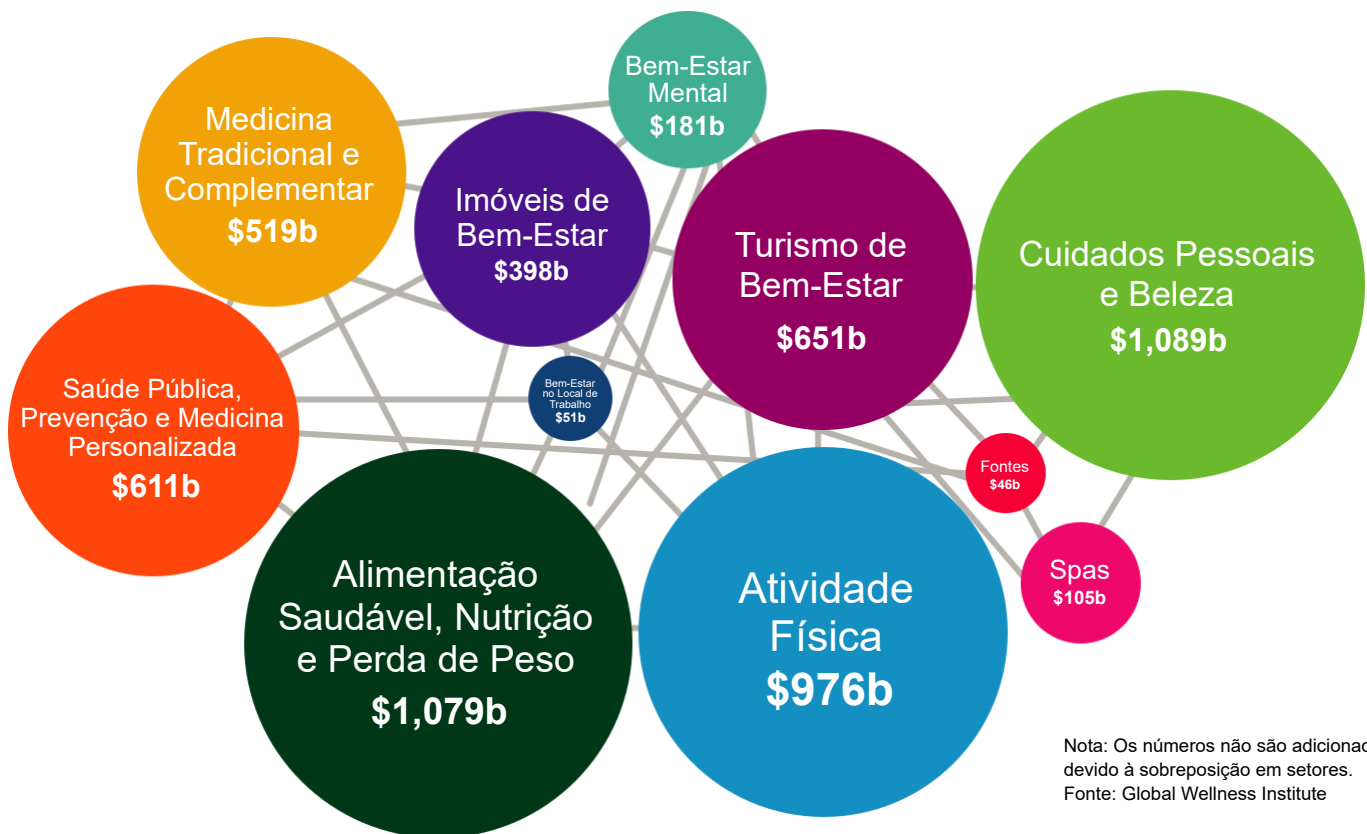 Medicina
Tradicional e
Complementar
$519b
Bem-Estar
Mental
$181b
Imóveis de
Bem-Estar
$398b
Turismo de
Bem-Estar
$651b
Cuidados Pessoais
e Beleza
$1,089b
Saúde Pública,
Prevenção e Medicina
Personalizada
$611b
Bem-Estar
no Local de
Trabalho
$51b
Fontes
$46b
Spas
$105b
Alimentação
Saudável, Nutrição
e Perda de Peso
$1,079b
Atividade
Física
$976b
Nota: Os números não são adicionad
devido à sobreposição em setores.
Fonte: Global Wellness Institute